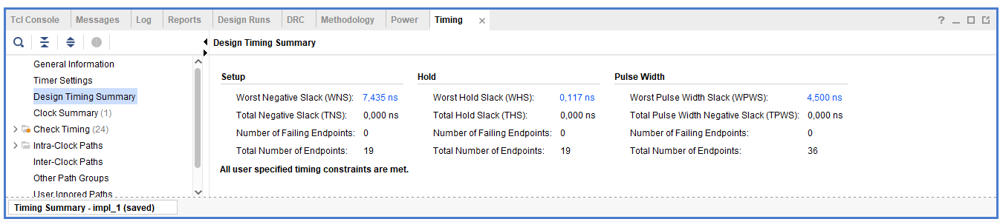 Tcl Console Messages Log Reports Design Runs DRC Methodology Power Timing
Design Timing Summary
General Information
Timer Settings
Design Timing Summary
Clock Summary (1)
Check Timing (24)
Intra-Clock Paths
Inter-Clock Paths
Other Path Groups
User Ignored Paths
Setup Hold Pulse Width
Worst Negative Slack (WNS): 7,435 ns Worst Hold Slack (WHS): 0,117 ns Worst Pulse Width Slack (WPWS): 4,500 ns
Total Negative Slack (TNS): 0,000 ns Total Hold Slack (THS): 0,000 ns Total Pulse Width Negative Slack (TPWS): 0,000 ns
Number of Failing Endpoints: 0 Number of Failing Endpoints: 0 Number of Failing Endpoints: 0
Total Number of Endpoints: 19 Total Number of Endpoints: 19 Total Number of Endpoints: 36
All user specified timing constraints are met.
Timing Summary - impl_1 (saved)